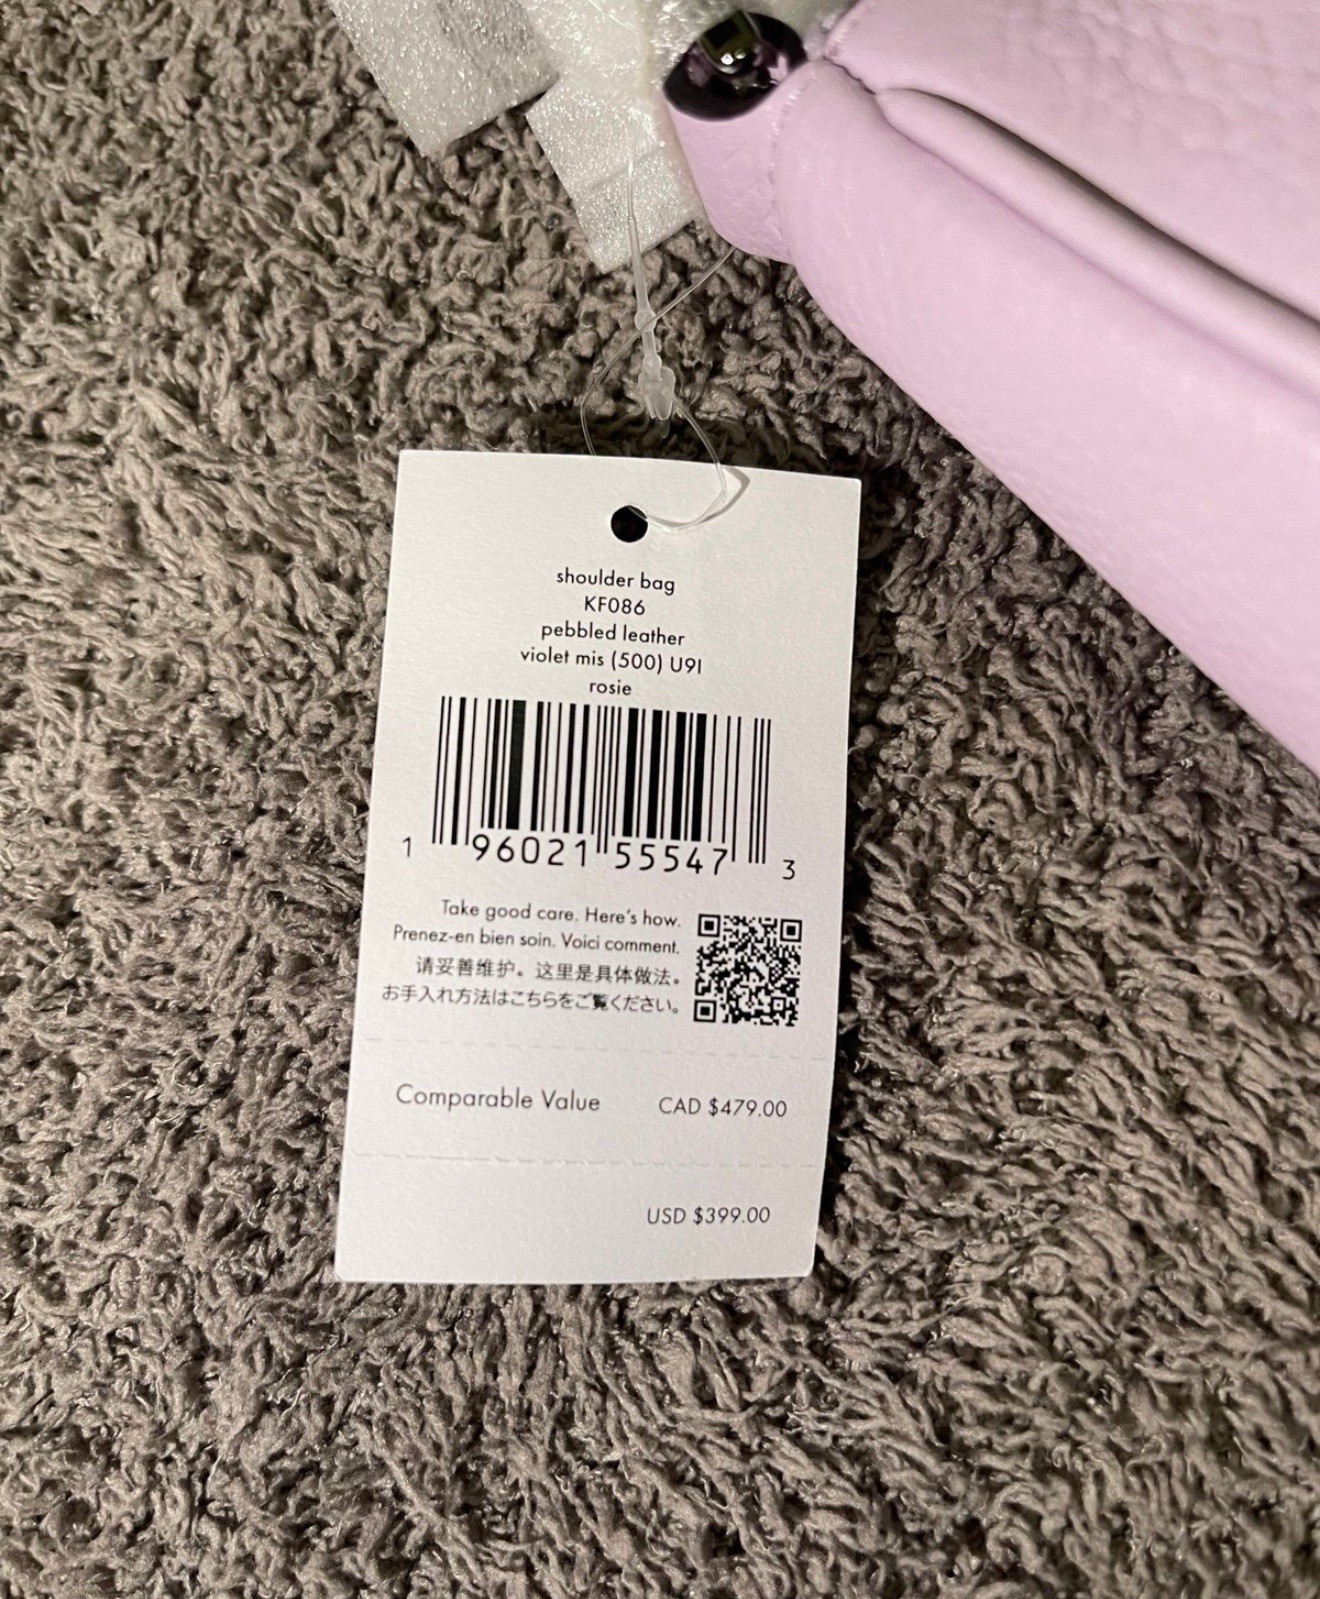 shoulder bag
KF086
pebbled leather
violet mis (500) U9I
rosie
1 96021 55547 3
Take good care. Here's how.
Prenez-en bien soin. Voici comment.
请妥善维护。这里是具体做法。
お手入れ方法はこちらをご覧ください。
Comparable Value CAD $479.00
USD $399.00